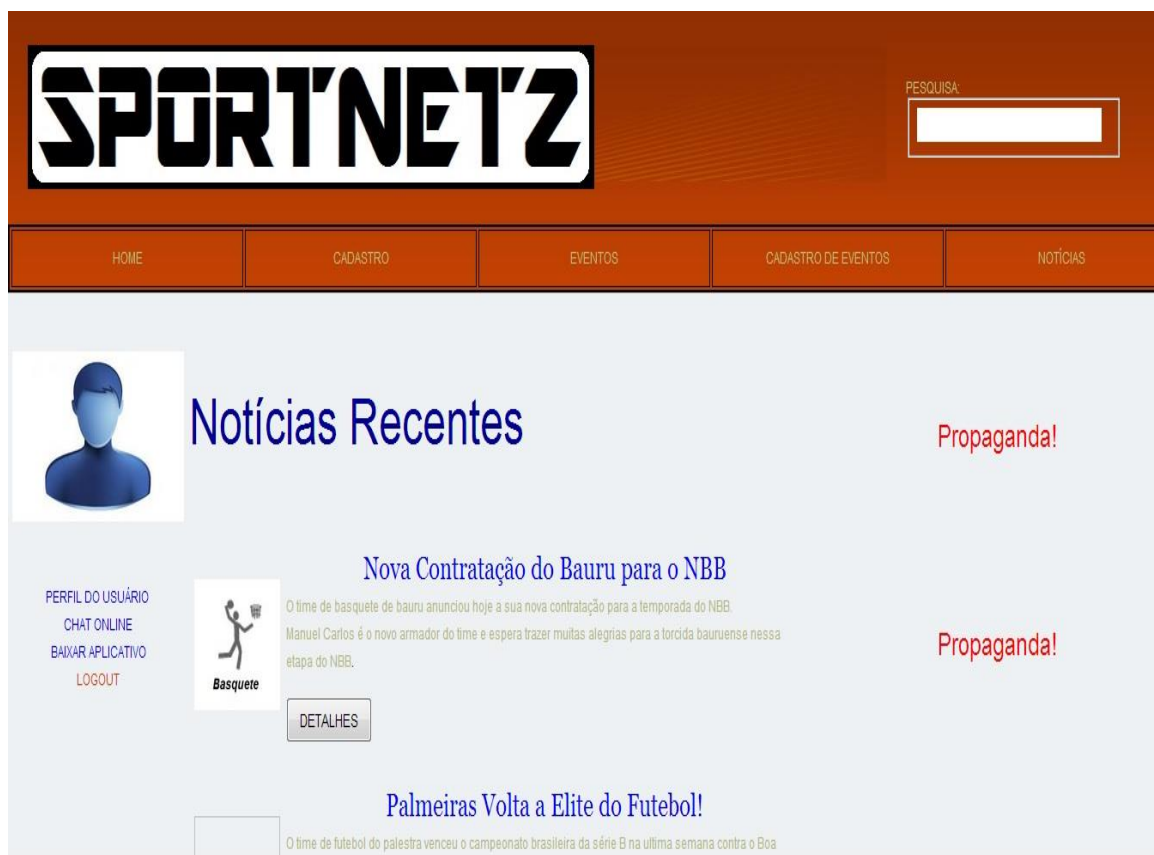 SPORTNETZ
PESQUISA:
HOME
CADASTRO
EVENTOS
CADASTRO DE EVENTOS
NOTÍCIAS
Notícias Recentes
Propaganda!
PERFIL DO USUÁRIO
CHAT ONLINE
BAIXAR APLICATIVO
LOGOUT
Basquete
Nova Contratação do Bauru para o NBB
O time de basquete de bauru anunciou hoje a sua nova contratação para a temporada do NBB.
Manuel Carlos é o novo armador do time e espera trazer muitas alegrias para a torcida bauruense nessa
etapa do NBB.
DETALHES
Propaganda!
Palmeiras Volta a Elite do Futebol!
O time de futebol do palestra venceu o campeonato brasileira da série B na ultima semana contra o Boa